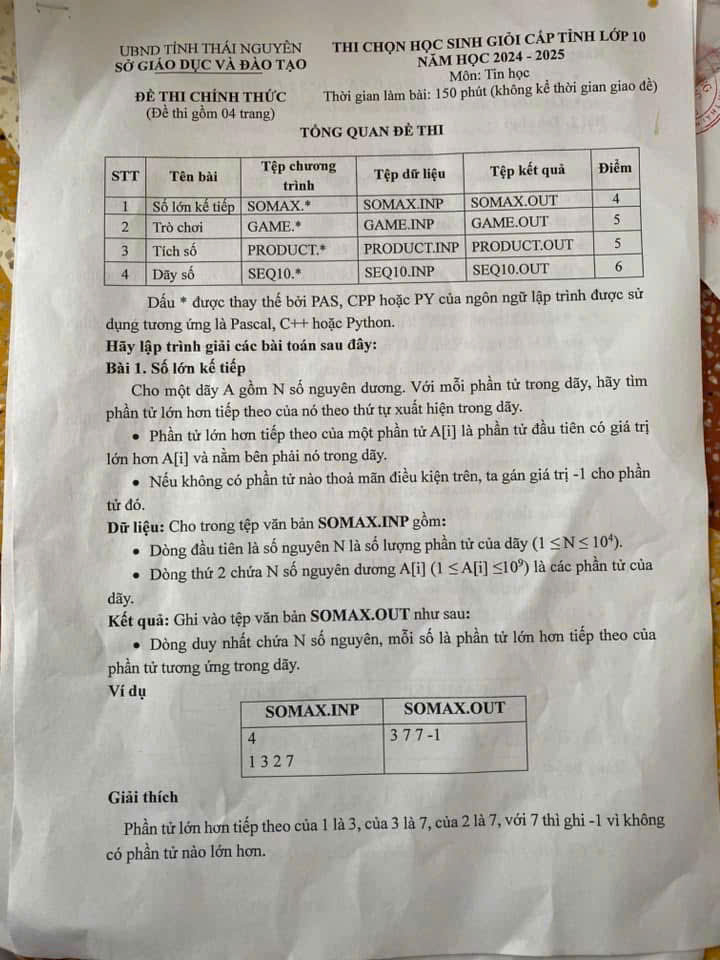 UBND TỈNH THÁI NGUYÊN
SỞ GIÁO DỤC VÀ ĐÀO TẠO
ĐỀ THI CHÍNH THỨC
(Đề thi gồm 04 trang)
THI CHỌN HỌC SINH GIỎI CẤP TỈNH LỚP 10
NĂM HỌC 2024 - 2025
Môn: Tin học
Thời gian làm bài: 150 phút (không kể thời gian giao đề)
TỔNG QUAN ĐỀ THI
STT Tên bài Tệp chương trình Tệp dữ liệu Tệp kết quả Điểm
1 Số lớn kế tiếp SOMAX.* SOMAX.INP SOMAX.OUT 4
2 Trò chơi GAME.* GAME.INP GAME.OUT 5
3 Tích số PRODUCT.* PRODUCT.INP PRODUCT.OUT 5
4 Dãy số SEQ10.* SEQ10.INP SEQ10.OUT 6
Dấu * được thay thế bởi PAS, CPP hoặc PY của ngôn ngữ lập trình được sử
dụng tương ứng là Pascal, C++ hoặc Python.
Hãy lập trình giải các bài toán sau đây:
Bài 1. Số lớn kế tiếp
Cho một dãy A gồm N số nguyên dương. Với mỗi phần tử trong dãy, hãy tìm
phần tử lớn hơn tiếp theo của nó theo thứ tự xuất hiện trong dãy.
• Phần tử lớn hơn tiếp theo của một phần tử A[i] là phần tử đầu tiên có giá trị
lớn hơn A[i] và nằm bên phải nó trong dãy.
• Nếu không có phần tử nào thoả mãn điều kiện trên, ta gán giá trị -1 cho phần
tử đó.
Dữ liệu: Cho trong tệp văn bản SOMAX.INP gồm:
• Dòng đầu tiên là số nguyên N là số lượng phần tử của dãy (1 ≤ N ≤ 10⁴).
• Dòng thứ 2 chứa N số nguyên dương A[i] (1 ≤ A[i] ≤10⁹) là các phần tử của
dãy.
Kết quả: Ghi vào tệp văn bản SOMAX.OUT như sau:
• Dòng duy nhất chứa N số nguyên, mỗi số là phần tử lớn hơn tiếp theo của
phần tử tương ứng trong dãy.
Ví dụ
SOMAX.INP SOMAX.OUT
4 3 7 7 -1
1 3 2 7
Giải thích
Phần tử lớn hơn tiếp theo của 1 là 3, của 3 là 7, của 2 là 7, với 7 thì ghi -1 vì không
có phần tử nào lớn hơn.